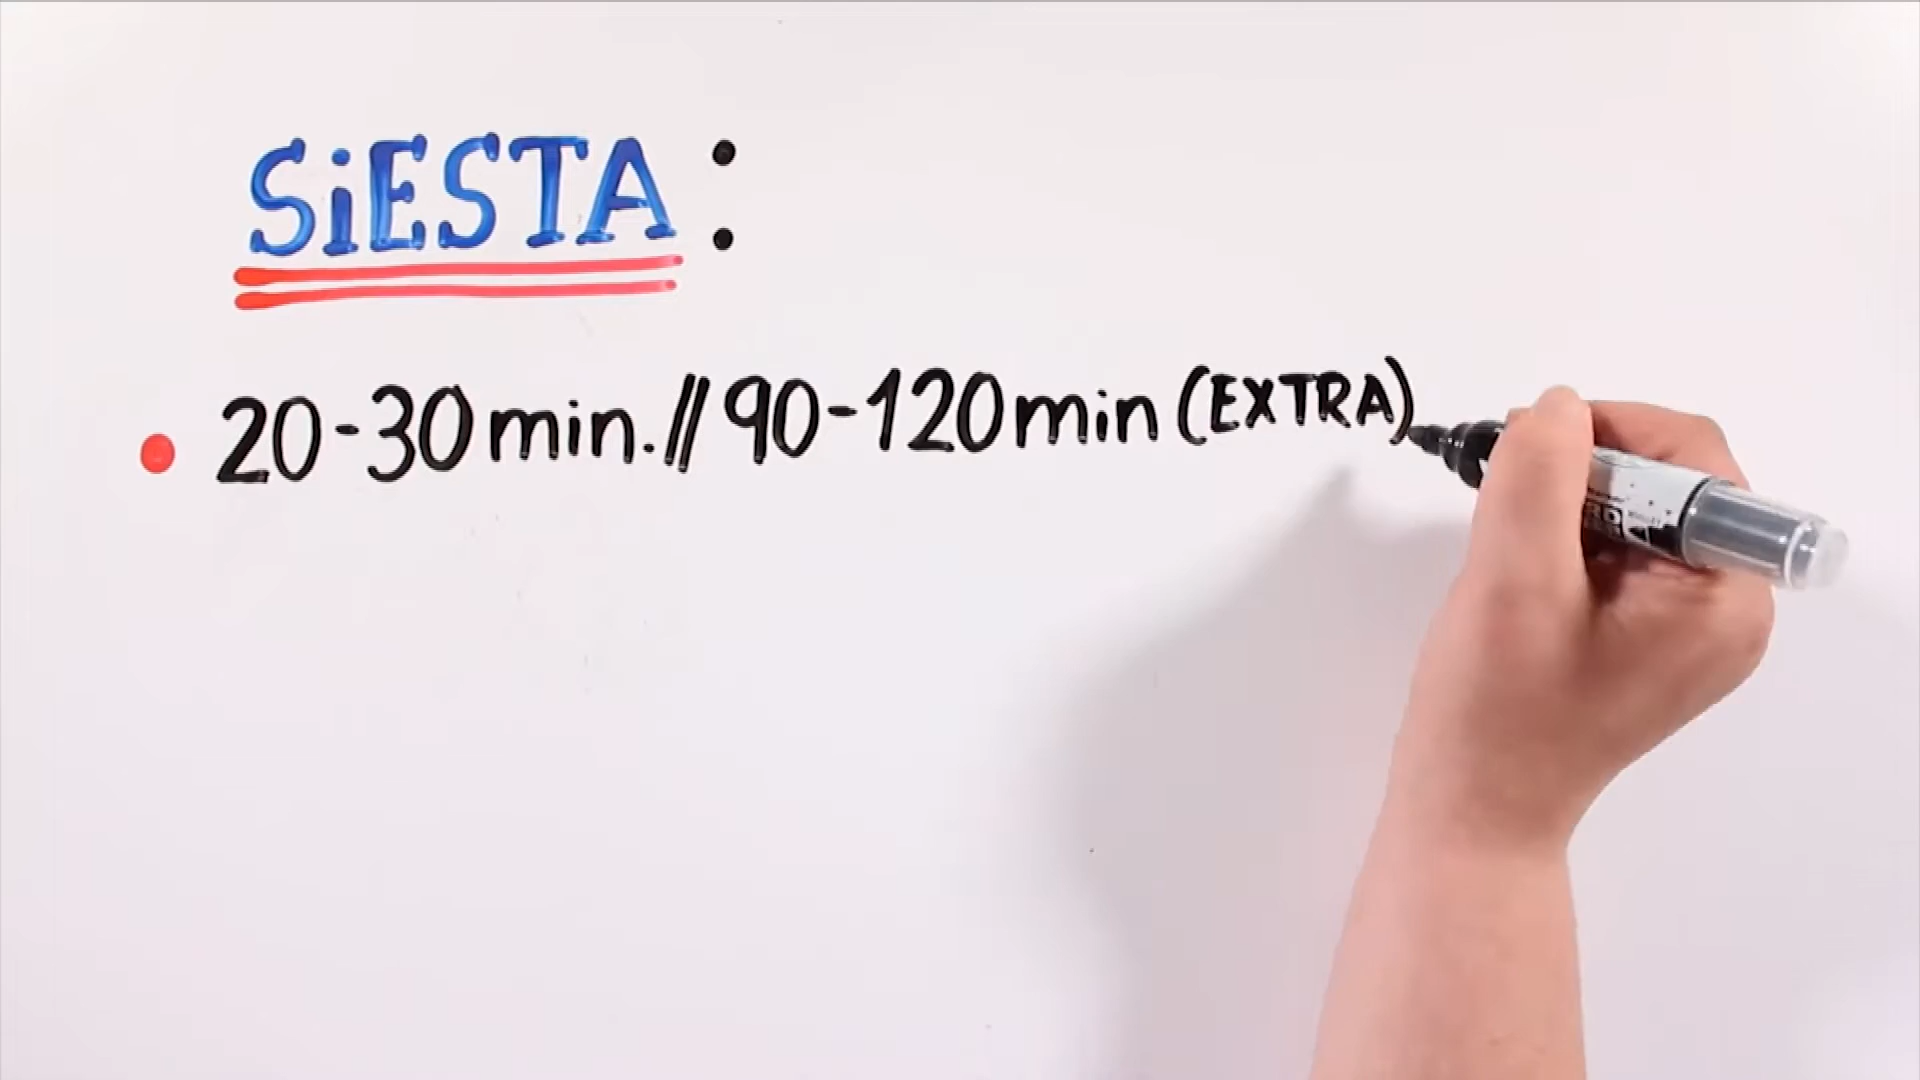 SiESTA:
• 20-30 min. // 90-120 min (EXTRA)